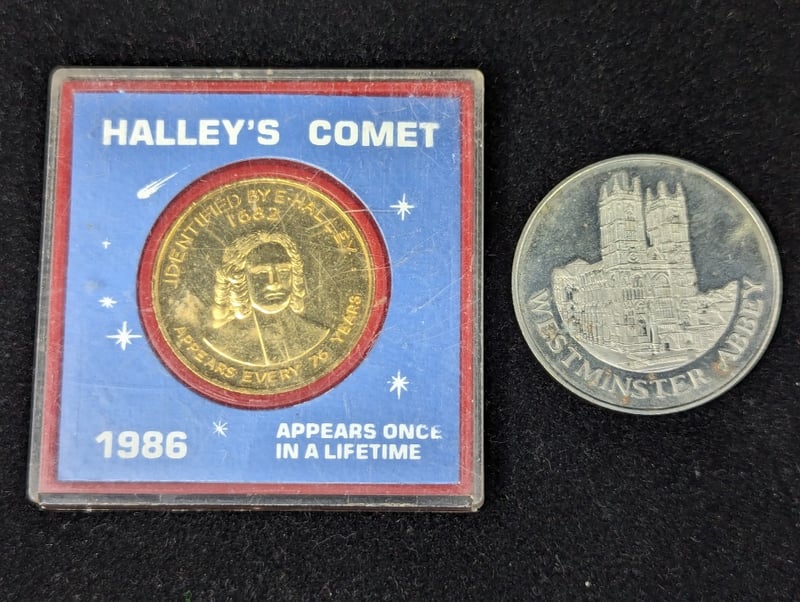 HALLEY'S COMET
IDENTIFIED BY E·HALLEY
1682
APPEARS EVERY 76 YEARS
1986
APPEARS ONCE
IN A LIFETIME
WESTMINSTER ABBEY